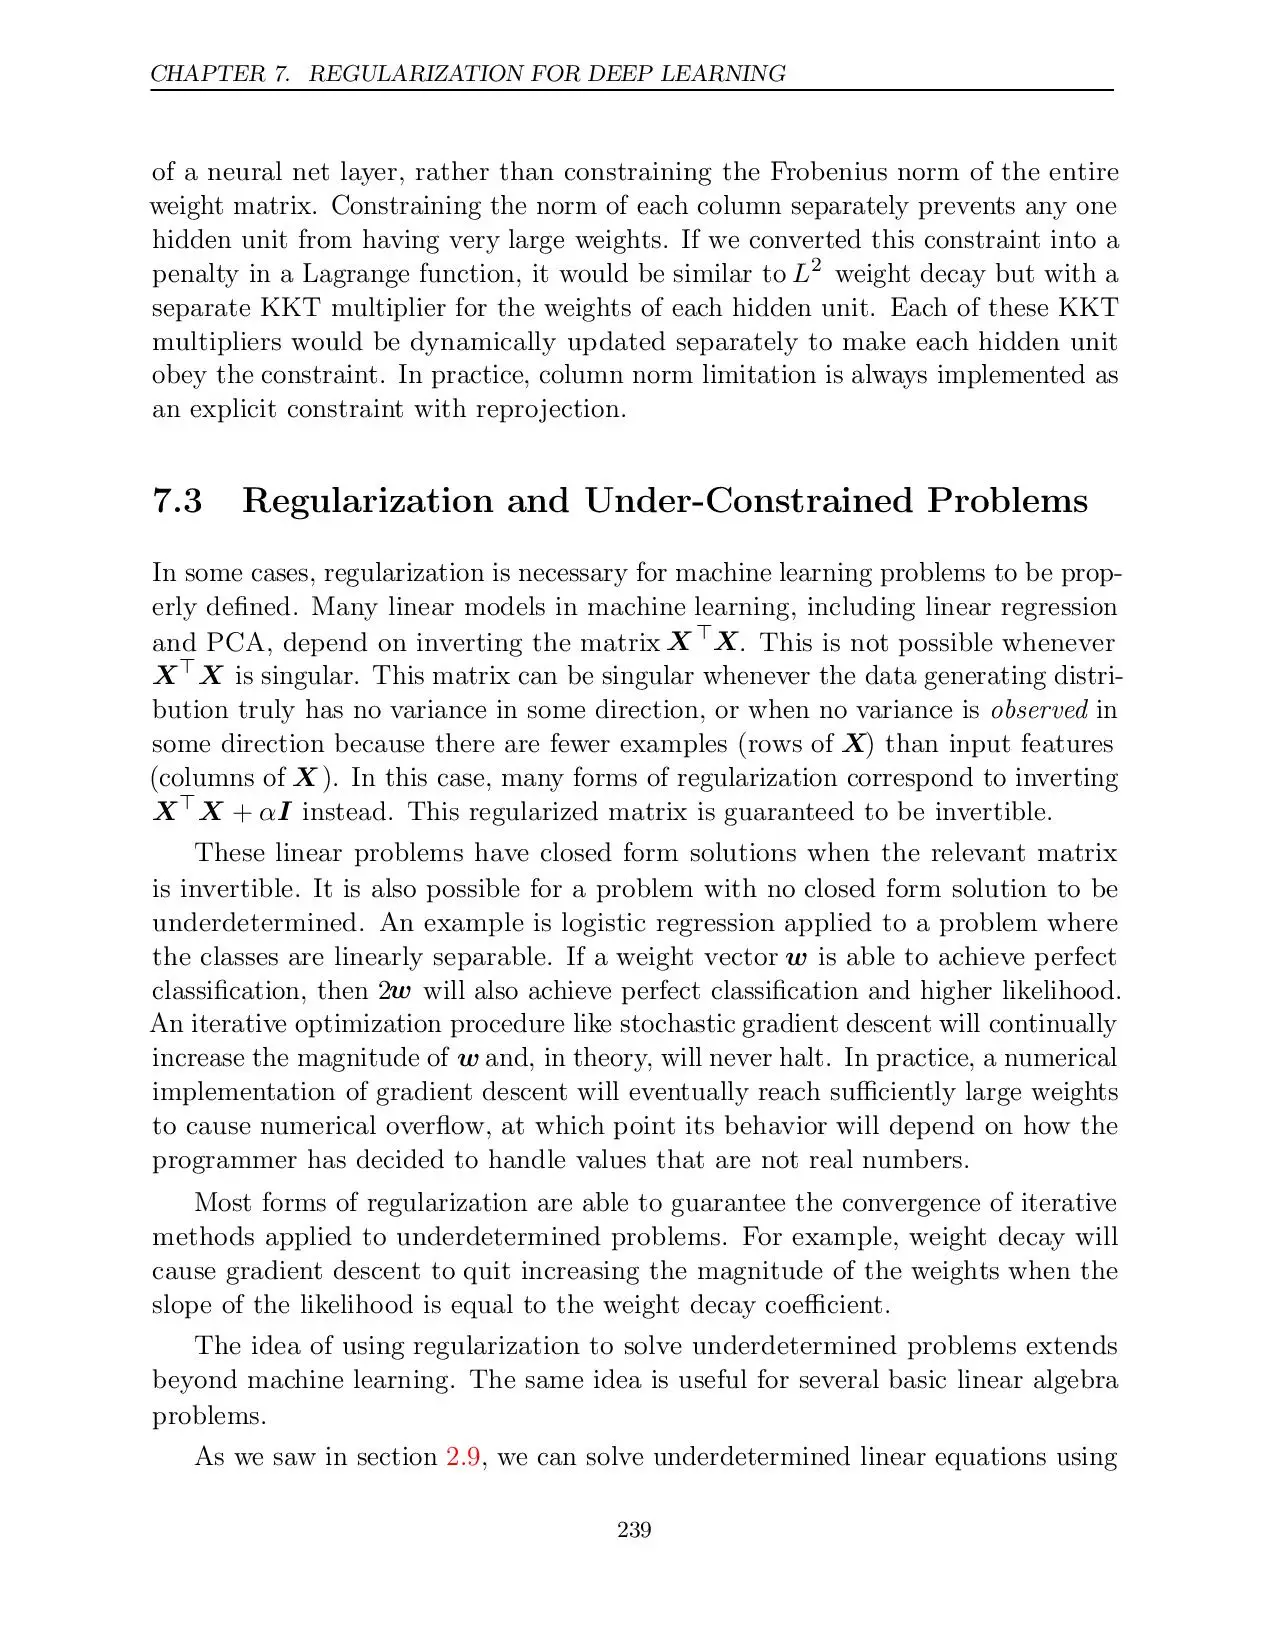 CHAPTER 7. REGULARIZATION FOR DEEP LEARNING
of a neural net layer, rather than constraining the Frobenius norm of the entire
weight matrix. Constraining the norm of each column separately prevents any one
hidden unit from having very large weights. If we converted this constraint into a
penalty in a Lagrange function, it would be similar to L² weight decay but with a
separate KKT multiplier for the weights of each hidden unit. Each of these KKT
multipliers would be dynamically updated separately to make each hidden unit
obey the constraint. In practice, column norm limitation is always implemented as
an explicit constraint with reprojection.
7.3 Regularization and Under-Constrained Problems
In some cases, regularization is necessary for machine learning problems to be prop-
erly defined. Many linear models in machine learning, including linear regression
and PCA, depend on inverting the matrix X⊤X. This is not possible whenever
X⊤X is singular. This matrix can be singular whenever the data generating distri-
bution truly has no variance in some direction, or when no variance is observed in
some direction because there are fewer examples (rows of X) than input features
(columns of X). In this case, many forms of regularization correspond to inverting
X⊤X + αI instead. This regularized matrix is guaranteed to be invertible.
These linear problems have closed form solutions when the relevant matrix
is invertible. It is also possible for a problem with no closed form solution to be
underdetermined. An example is logistic regression applied to a problem where
the classes are linearly separable. If a weight vector w is able to achieve perfect
classification, then 2w will also achieve perfect classification and higher likelihood.
An iterative optimization procedure like stochastic gradient descent will continually
increase the magnitude of w and, in theory, will never halt. In practice, a numerical
implementation of gradient descent will eventually reach sufficiently large weights
to cause numerical overflow, at which point its behavior will depend on how the
programmer has decided to handle values that are not real numbers.
Most forms of regularization are able to guarantee the convergence of iterative
methods applied to underdetermined problems. For example, weight decay will
cause gradient descent to quit increasing the magnitude of the weights when the
slope of the likelihood is equal to the weight decay coefficient.
The idea of using regularization to solve underdetermined problems extends
beyond machine learning. The same idea is useful for several basic linear algebra
problems.
As we saw in section 2.9, we can solve underdetermined linear equations using
239